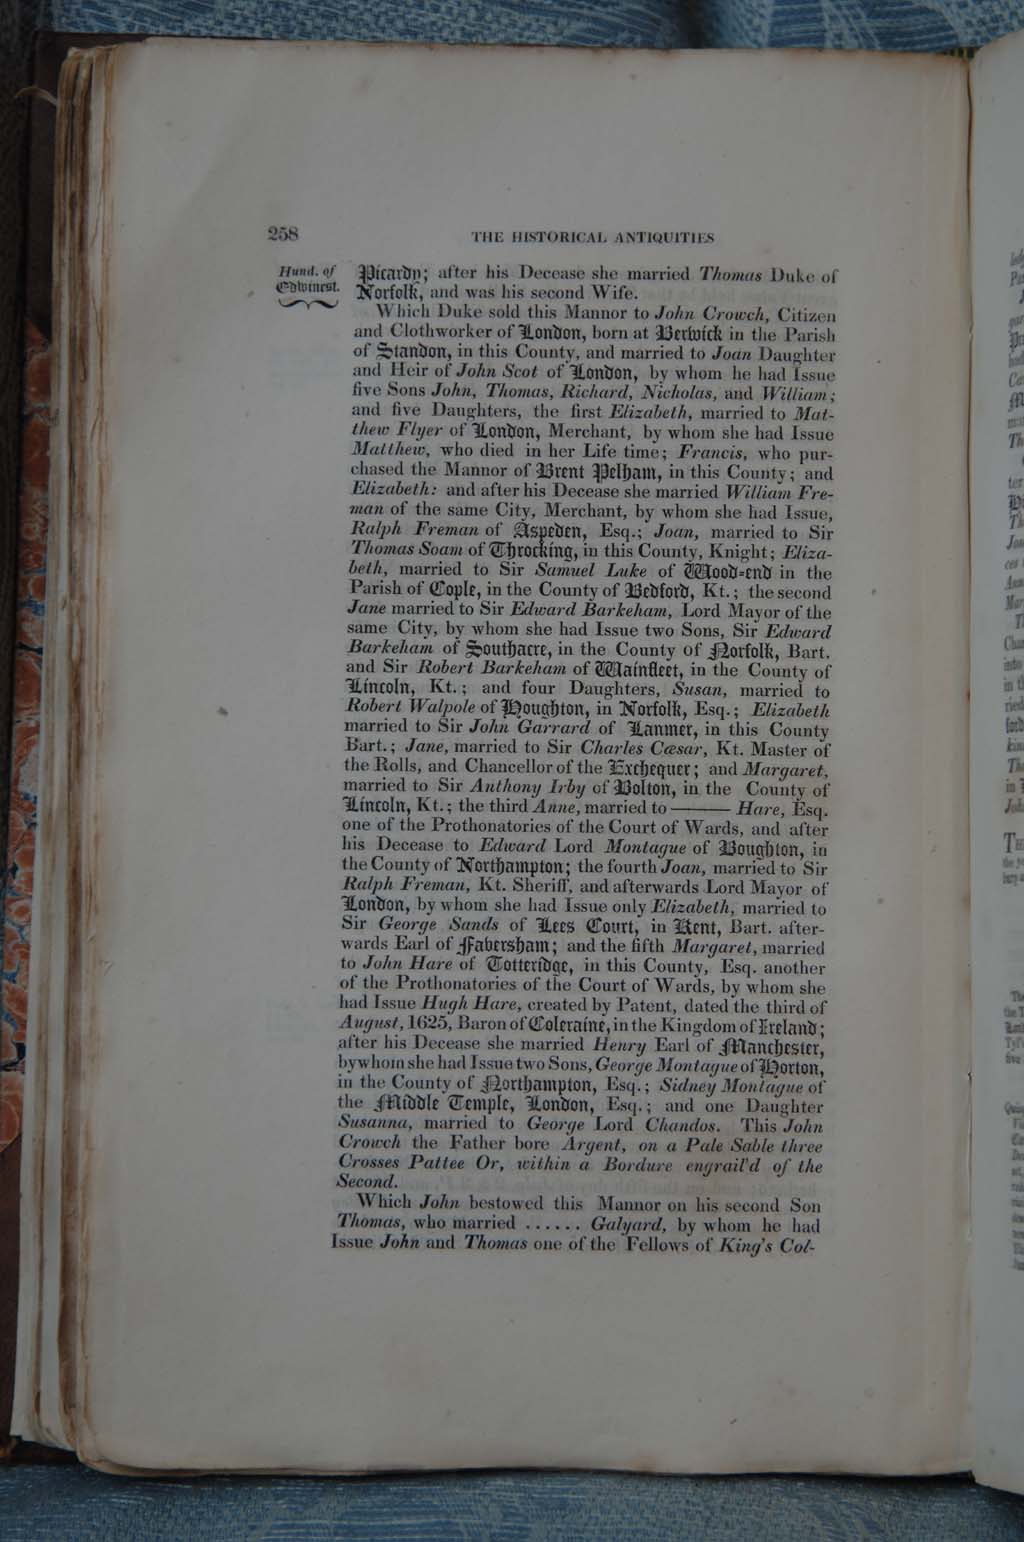 258 THE HISTORICAL ANTIQUITIES
Hund. of
Edwinest.
Picardy; after his Decease she married Thomas Duke of
Norfolk, and was his second Wife.
Which Duke sold this Mannor to John Crowch, Citizen
and Clothworker of London, born at Berwick in the Parish
of Standon, in this County, and married to Joan Daughter
and Heir of John Scot of London, by whom he had Issue
five Sons John, Thomas, Richard, Nicholas, and William;
and five Daughters, the first Elizabeth, married to Mat-
thew Flyer of London, Merchant, by whom she had Issue
Matthew, who died in her Life time; Francis, who pur-
chased the Mannor of Brent Pelham, in this County; and
Elizabeth: and after his Decease she married William Fre-
man of the same City, Merchant, by whom she had Issue,
Ralph Freman of Aspeden, Esq.; Joan, married to Sir
Thomas Soam of Throcking, in this County, Knight; Eliza-
beth, married to Sir Samuel Luke of Wood-end in the
Parish of Cople, in the County of Bedford, Kt.; the second
Jane married to Sir Edward Barkeham, Lord Mayor of the
same City, by whom she had Issue two Sons, Sir Edward
Barkeham of Southacre, in the County of Norfolk, Bart.
and Sir Robert Barkeham of Wainfleet, in the County of
Lincoln, Kt.; and four Daughters, Susan, married to
Robert Walpole of Houghton, in Norfolk, Esq.; Elizabeth
married to Sir John Garrard of Lanmer, in this County
Bart.; Jane, married to Sir Charles Cæsar, Kt. Master of
the Rolls, and Chancellor of the Exchequer; and Margaret,
married to Sir Anthony Irby of Bolton, in the County of
Lincoln, Kt.; the third Anne, married to ——— Hare, Esq.
one of the Prothonatories of the Court of Wards, and after
his Decease to Edward Lord Montague of Boughton, in
the County of Northampton; the fourth Joan, married to Sir
Ralph Freman, Kt. Sheriff, and afterwards Lord Mayor of
London, by whom she had Issue only Elizabeth, married to
Sir George Sands of Lees Court, in Kent, Bart. after-
wards Earl of Faversham; and the fifth Margaret, married
to John Hare of Totteridge, in this County, Esq. another
of the Prothonatories of the Court of Wards, by whom she
had Issue Hugh Hare, created by Patent, dated the third of
August, 1625, Baron of Coleraine, in the Kingdom of Ireland;
after his Decease she married Henry Earl of Manchester,
by whom she had Issue two Sons, George Montague of Horton,
in the County of Northampton, Esq.; Sidney Montague of
the Middle Temple, London, Esq.; and one Daughter
Susanna, married to George Lord Chandos. This John
Crowch the Father bore Argent, on a Pale Sable three
Crosses Pattee Or, within a Bordure engrail'd of the
Second.
Which John bestowed this Mannor on his second Son
Thomas, who married ...... Galyard, by whom he had
Issue John and Thomas one of the Fellows of King's Col-